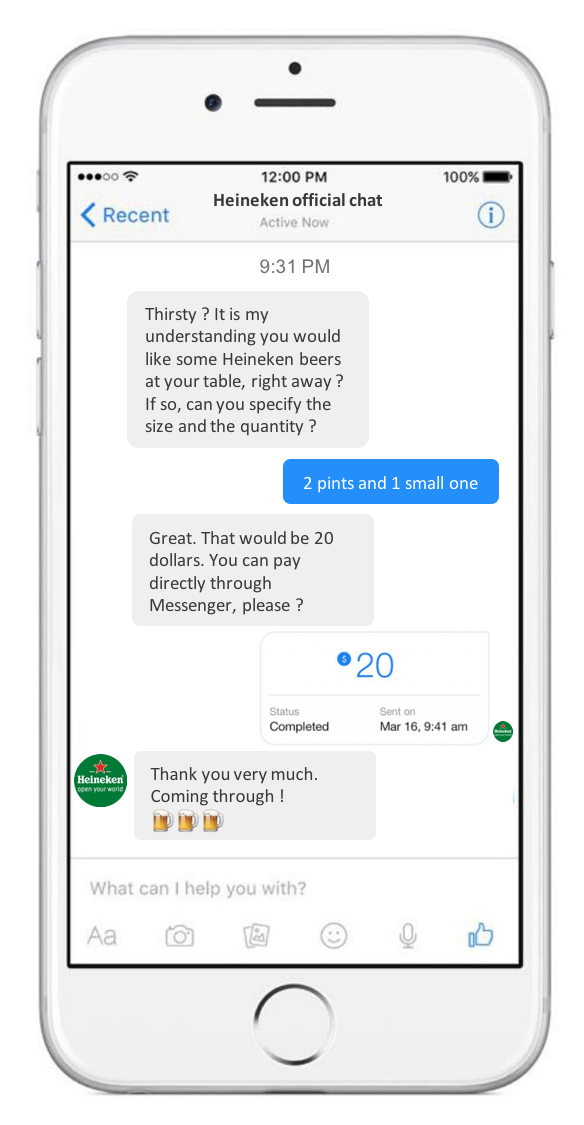 12:00 PM
100%
Recent
Heineken official chat
Active Now
9:31 PM
Thirsty ? It is my
understanding you would
like some Heineken beers
at your table, right away ?
If so, can you specify the
size and the quantity ?
2 pints and 1 small one
Great. That would be 20
dollars. You can pay
directly through
Messenger, please ?
$ 20
Status
Sent on
Completed
Mar 16, 9:41 am
Heineken
open your world
Thank you very much.
Coming through !
🍺🍺🍺
What can I help you with?
Aa